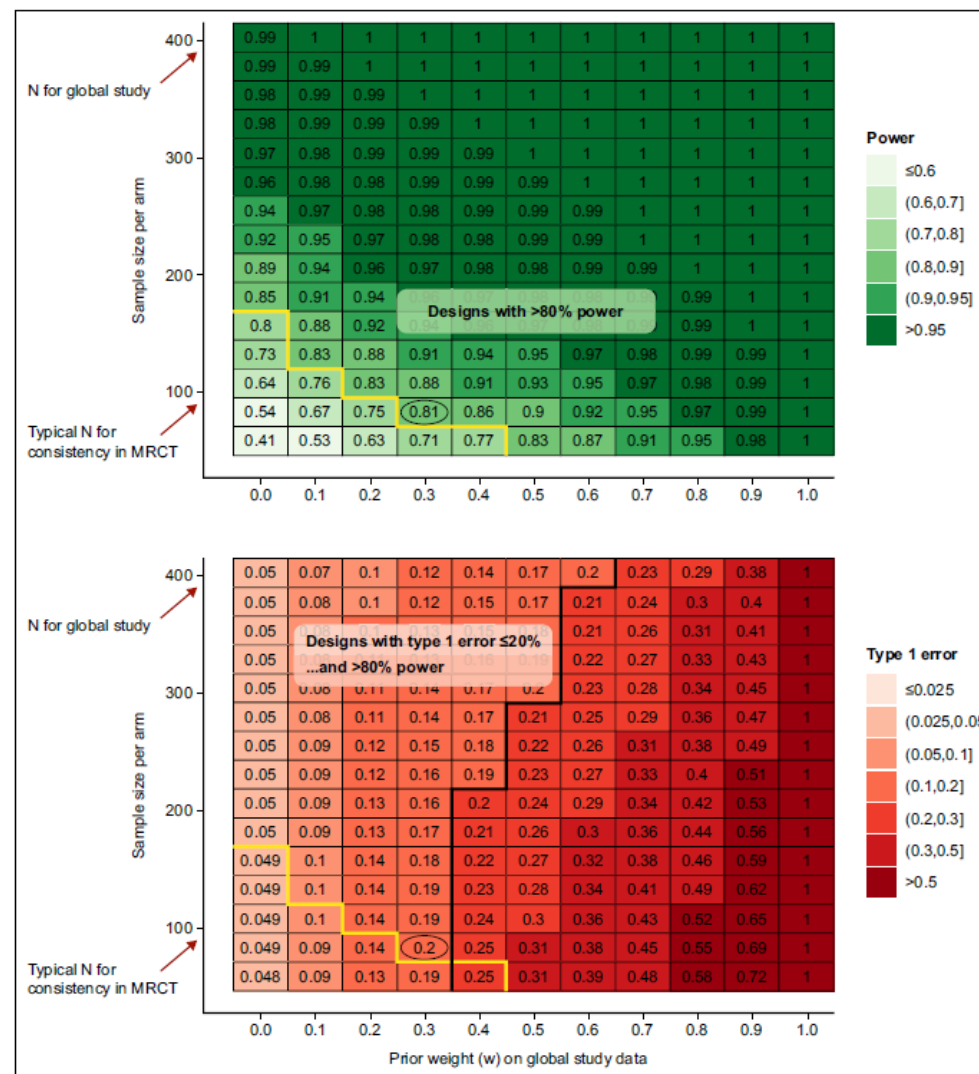 400
0.99 1 1 1 1 1 1 1 1 1 1
0.99 0.99 1 1 1 1 1 1 1 1 1
N for global study
0.98 0.99 0.99 1 1 1 1 1 1 1 1
0.98 0.99 0.99 0.99 1 1 1 1 1 1 1
300
0.97 0.98 0.99 0.99 0.99 1 1 1 1 1 1
0.96 0.98 0.98 0.99 0.99 0.99 1 1 1 1 1
0.94 0.97 0.98 0.98 0.99 0.99 0.99 1 1 1 1
0.92 0.95 0.97 0.98 0.98 0.99 0.99 1 1 1 1
200
0.89 0.94 0.96 0.97 0.98 0.98 0.99 0.99 1 1 1
0.85 0.91 0.94 0.99 1 1
Designs with >80% power
0.8 0.88 0.92 0.99 1 1
0.73 0.83 0.88 0.91 0.94 0.95 0.97 0.98 0.99 0.99 1
0.64 0.76 0.83 0.88 0.91 0.93 0.95 0.97 0.98 0.99 1
100
0.54 0.67 0.75 0.81 0.86 0.9 0.92 0.95 0.97 0.99 1
Typical N for
consistency in MRCT
0.41 0.53 0.63 0.71 0.77 0.83 0.87 0.91 0.95 0.98 1
Sample size per arm
0.0 0.1 0.2 0.3 0.4 0.5 0.6 0.7 0.8 0.9 1.0
Power
≤0.6
(0.6,0.7]
(0.7,0.8]
(0.8,0.9]
(0.9,0.95]
>0.95
400
0.05 0.07 0.1 0.12 0.14 0.17 0.2 0.23 0.29 0.38 1
0.05 0.08 0.1 0.12 0.15 0.17 0.21 0.24 0.3 0.4 1
N for global study
0.05 0.21 0.26 0.31 0.41 1
Designs with type 1 error ≤20%
...and >80% power
0.05 0.22 0.27 0.33 0.43 1
300
0.05 0.08 0.11 0.14 0.17 0.2 0.23 0.28 0.34 0.45 1
0.05 0.08 0.11 0.14 0.17 0.21 0.25 0.29 0.36 0.47 1
0.05 0.09 0.12 0.15 0.18 0.22 0.26 0.31 0.38 0.49 1
0.05 0.09 0.12 0.16 0.19 0.23 0.27 0.33 0.4 0.51 1
200
0.05 0.09 0.13 0.16 0.2 0.24 0.29 0.34 0.42 0.53 1
0.05 0.09 0.13 0.17 0.21 0.26 0.3 0.36 0.44 0.56 1
0.049 0.1 0.14 0.18 0.22 0.27 0.32 0.38 0.46 0.59 1
0.049 0.1 0.14 0.19 0.23 0.28 0.34 0.41 0.49 0.62 1
100
0.049 0.1 0.14 0.19 0.24 0.3 0.36 0.43 0.52 0.65 1
0.049 0.09 0.14 0.2 0.25 0.31 0.38 0.45 0.55 0.69 1
Typical N for
consistency in MRCT
0.048 0.09 0.13 0.19 0.25 0.31 0.39 0.48 0.58 0.72 1
Sample size per arm
0.0 0.1 0.2 0.3 0.4 0.5 0.6 0.7 0.8 0.9 1.0
Prior weight (w) on global study data
Type 1 error
≤0.025
(0.025,0.05
(0.05,0.1]
(0.1,0.2]
(0.2,0.3]
(0.3,0.5]
>0.5